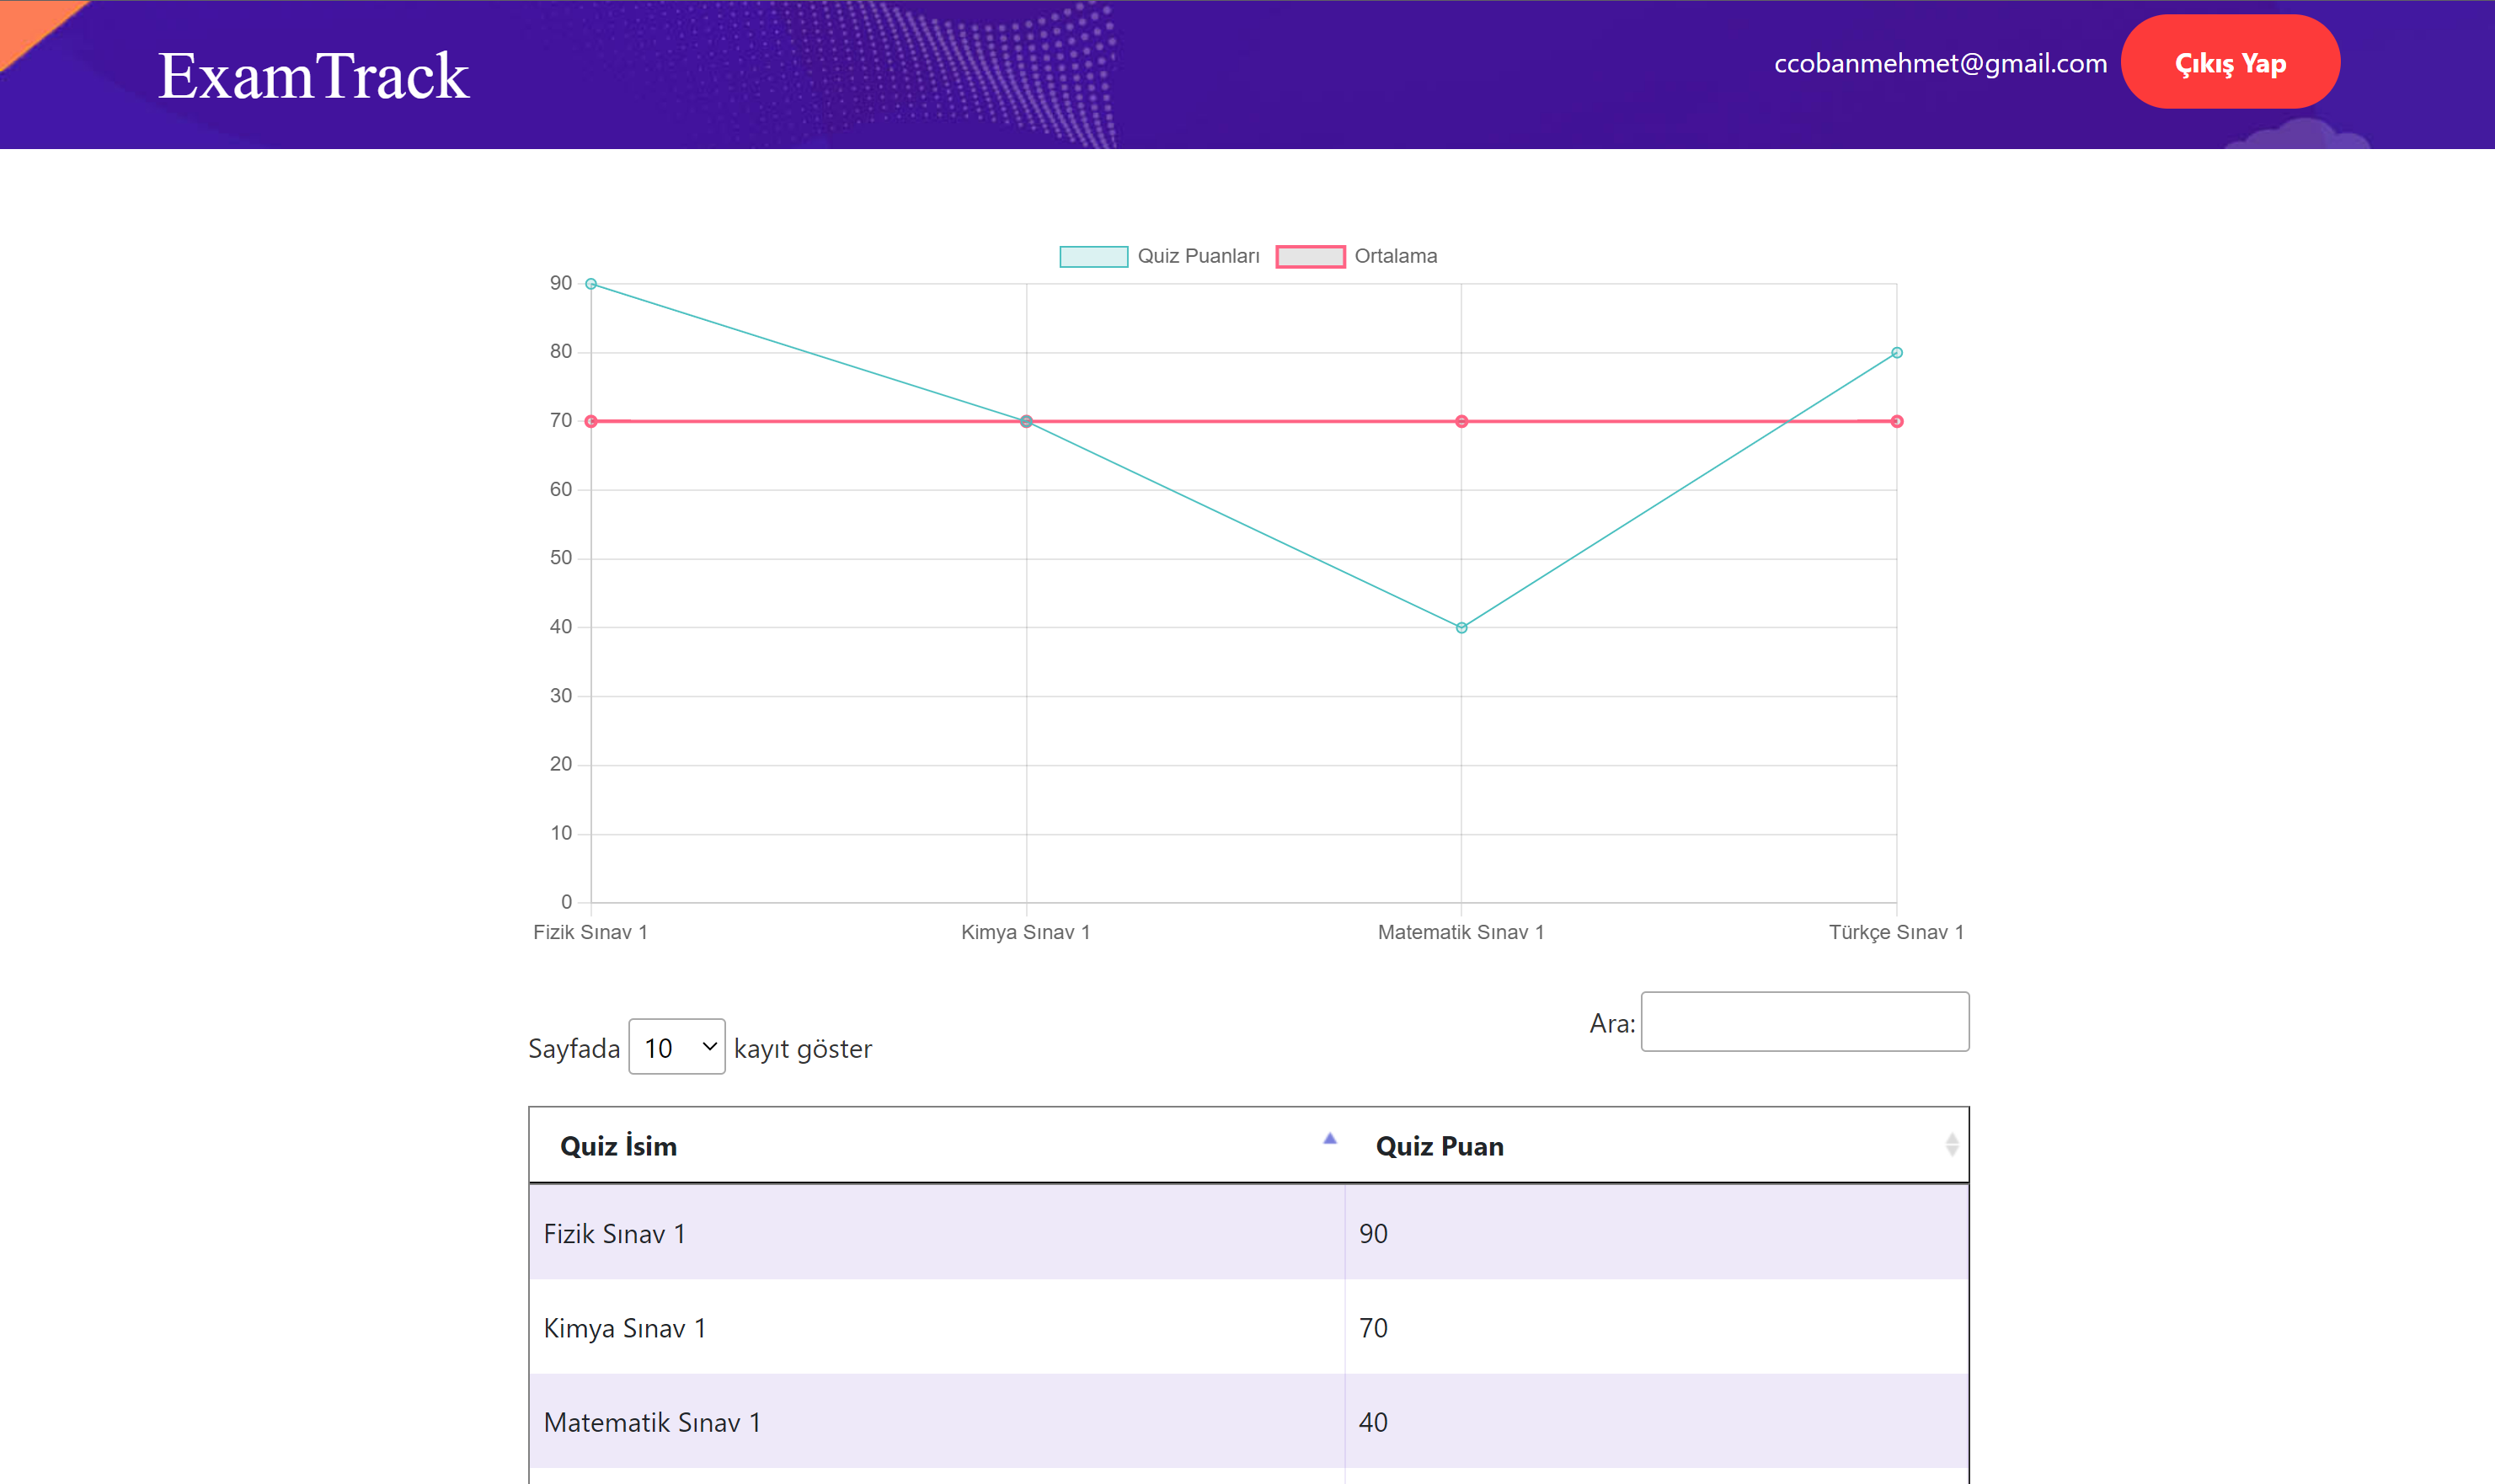 ExamTrack
ccobanmehmet@gmail.com
Çıkış Yap
Quiz Puanları Ortalama
90
80
70
60
50
40
30
20
10
0
Fizik Sınav 1 Kimya Sınav 1 Matematik Sınav 1 Türkçe Sınav 1
Sayfada 10 kayıt göster
Ara:
Quiz İsim Quiz Puan
Fizik Sınav 1 90
Kimya Sınav 1 70
Matematik Sınav 1 40